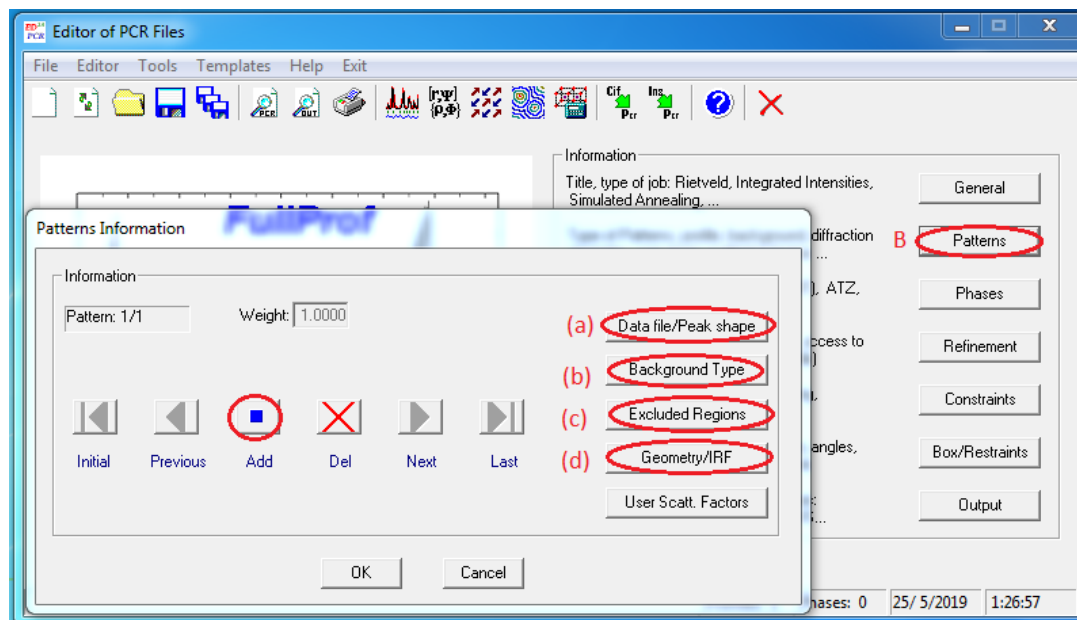 Editor of PCR Files
File Editor Tools Templates Help Exit
Information
Title, type of job: Rietveld, Integrated Intensities,
Simulated Annealing, ...
General
FullProf
diffraction
...
B
Patterns
), ATZ,
Phases
ccess to
)
Refinement
Constraints
angles,
Box/Restraints
Output
Patterns Information
Information
Pattern: 1/1
Weight: 1.0000
(a) Data file/Peak shape
(b) Background Type
(c) Excluded Regions
(d) Geometry/IRF
User Scatt. Factors
Initial Previous Add Del Next Last
OK Cancel
hases: 0 25/ 5/2019 1:26:57